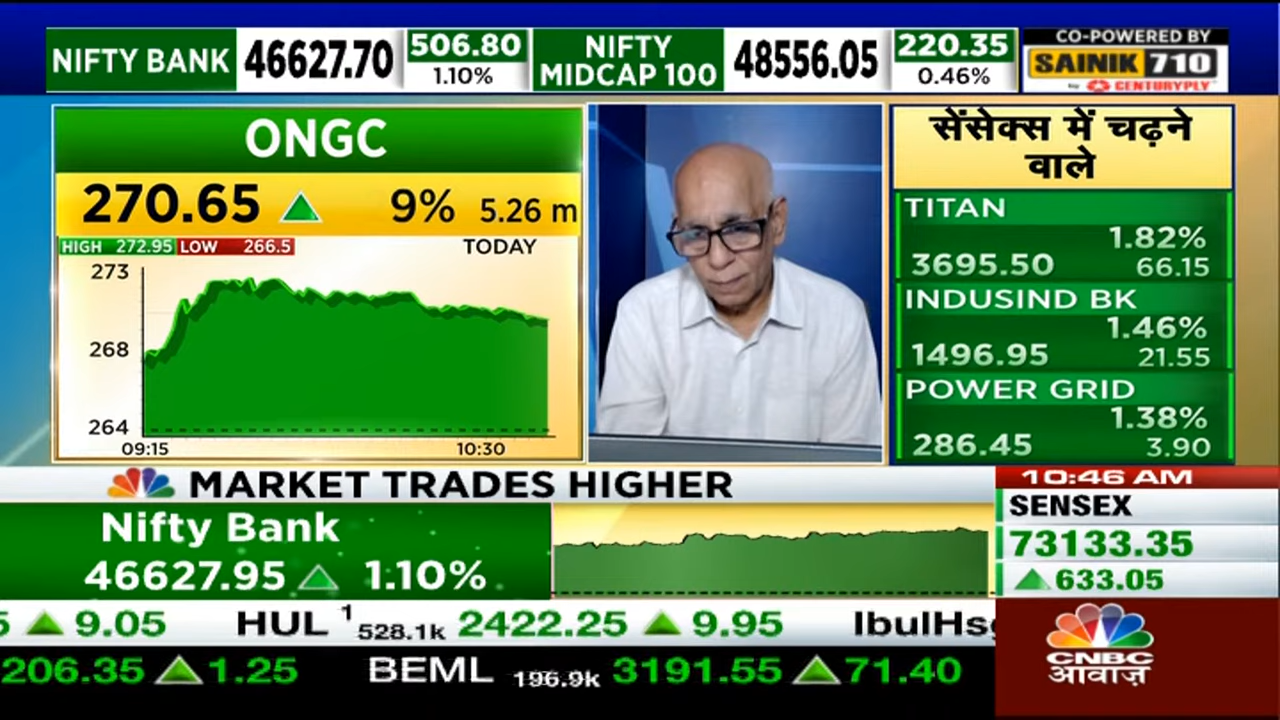 NIFTY BANK
46627.70
506.80
1.10%
NIFTY
MIDCAP 100
48556.05
220.35
0.46%
CO-POWERED BY
SAINIK 710
by CENTURYPLY
ONGC
270.65
9%
5.26 m
HIGH 272.95 LOW 266.5
TODAY
273
268
264
09:15
10:30
सेंसेक्स में चढ़ने
वाले
TITAN
1.82%
3695.50
66.15
INDUSIND BK
1.46%
1496.95
21.55
POWER GRID
1.38%
286.45
3.90
MARKET TRADES HIGHER
Nifty Bank
46627.95
1.10%
10:46 AM
SENSEX
73133.35
633.05
5 9.05 HUL 1 528.1k 2422.25 9.95 IbulHs
206.35 1.25 BEML 196.9k 3191.55 71.40
CNBC
आवाज़